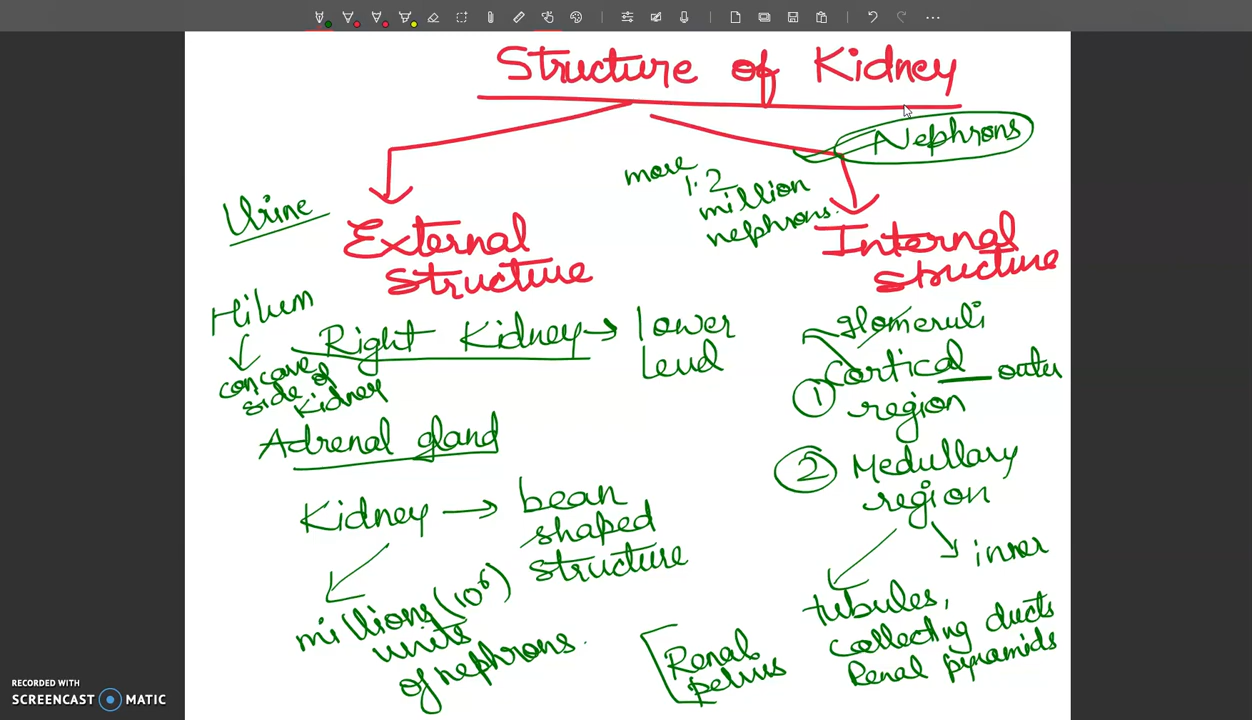 Structure of Kidney
Nephrons
more
1.2
million
nephrons.
Urine
External
Structure
Internal
structure
Hilum
concave
side of
kidney
Right Kidney → lower
level
Adrenal gland
Kidney → bean
shaped
structure
millions (10⁶)
units
of nephrons.
glomeruli
① Cortical — outer
region
② Medullary
region
inner
tubules,
collecting ducts
Renal pyramids
Renal
pelvis
RECORDED WITH
SCREENCAST MATIC